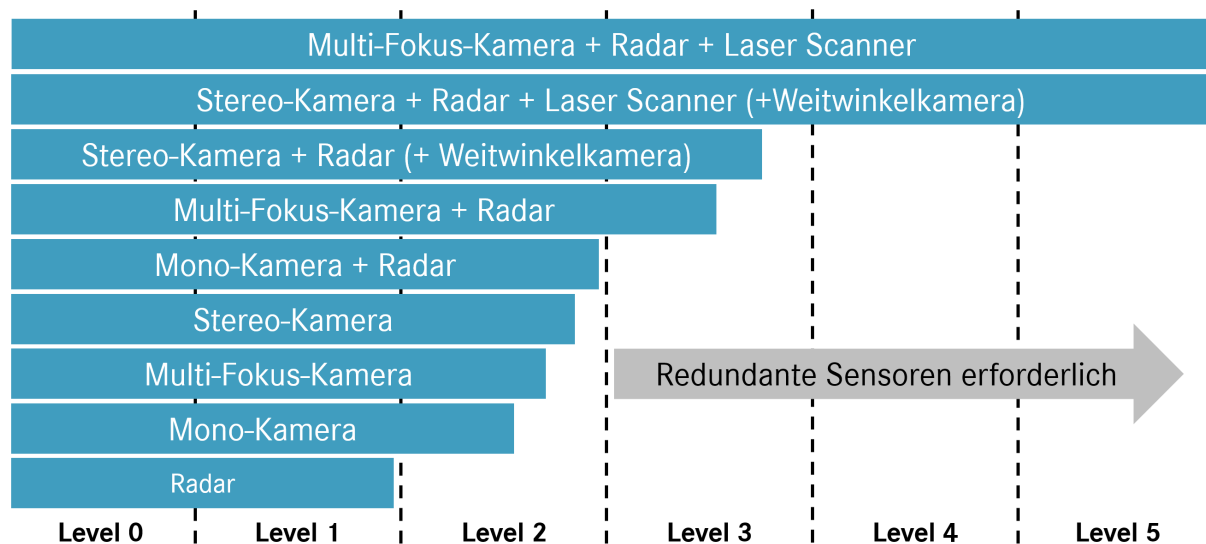 Multi-Fokus-Kamera + Radar + Laser Scanner
Stereo-Kamera + Radar + Laser Scanner (+Weitwinkelkamera)
Stereo-Kamera + Radar (+ Weitwinkelkamera)
Multi-Fokus-Kamera + Radar
Mono-Kamera + Radar
Stereo-Kamera
Multi-Fokus-Kamera
Redundante Sensoren erforderlich
Mono-Kamera
Radar
Level 0
Level 1
Level 2
Level 3
Level 4
Level 5